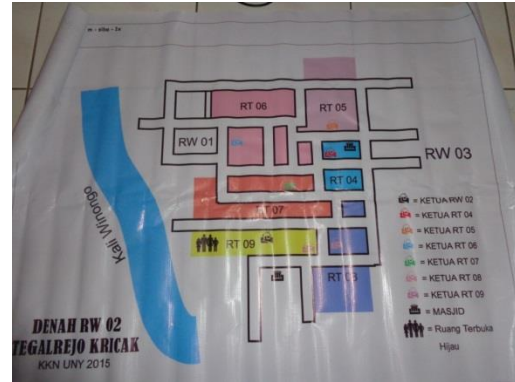 RT 06
RT 05
RW 01
RW 03
RT 04
RT 07
RT 09
RT 08
Kali Winongo
= KETUA RW 02
= KETUA RT 04
= KETUA RT 05
= KETUA RT 06
= KETUA RT 07
= KETUA RT 08
= KETUA RT 09
= MASJID
= Ruang Terbuka
Hijau
DENAH RW 02
TEGALREJO KRICAK
KKN UNY 2015